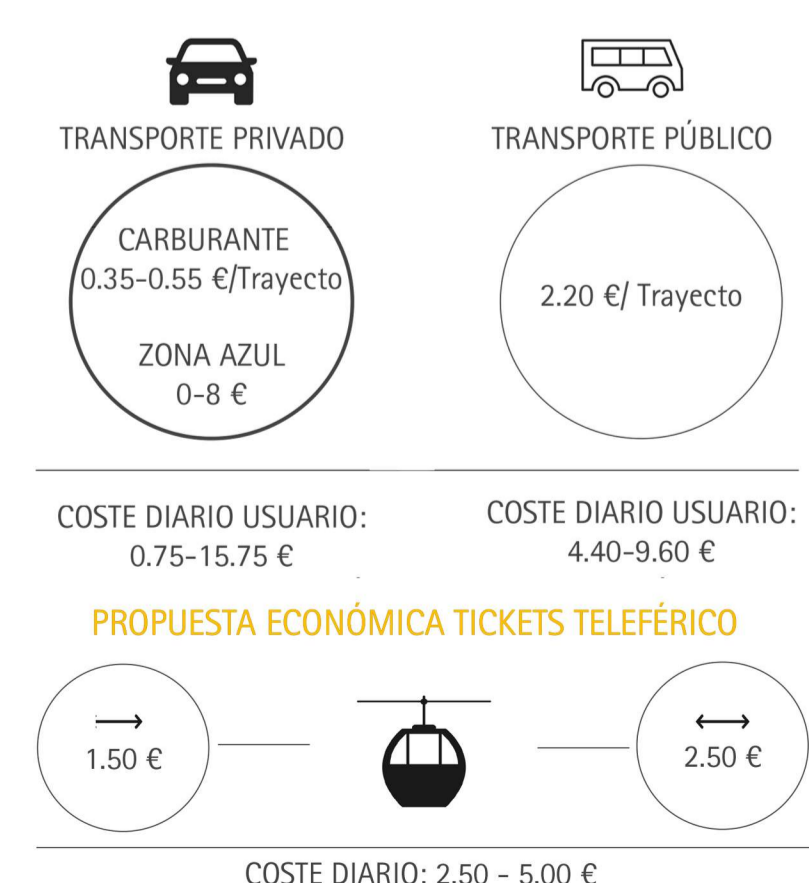 TRANSPORTE PRIVADO
CARBURANTE
0.35-0.55 €/Trayecto
ZONA AZUL
0-8 €
COSTE DIARIO USUARIO:
0.75-15.75 €
TRANSPORTE PÚBLICO
2.20 €/ Trayecto
COSTE DIARIO USUARIO:
4.40-9.60 €
PROPUESTA ECONÓMICA TICKETS TELEFÉRICO
1.50 €
2.50 €
COSTE DIARIO: 2.50 - 5.00 €